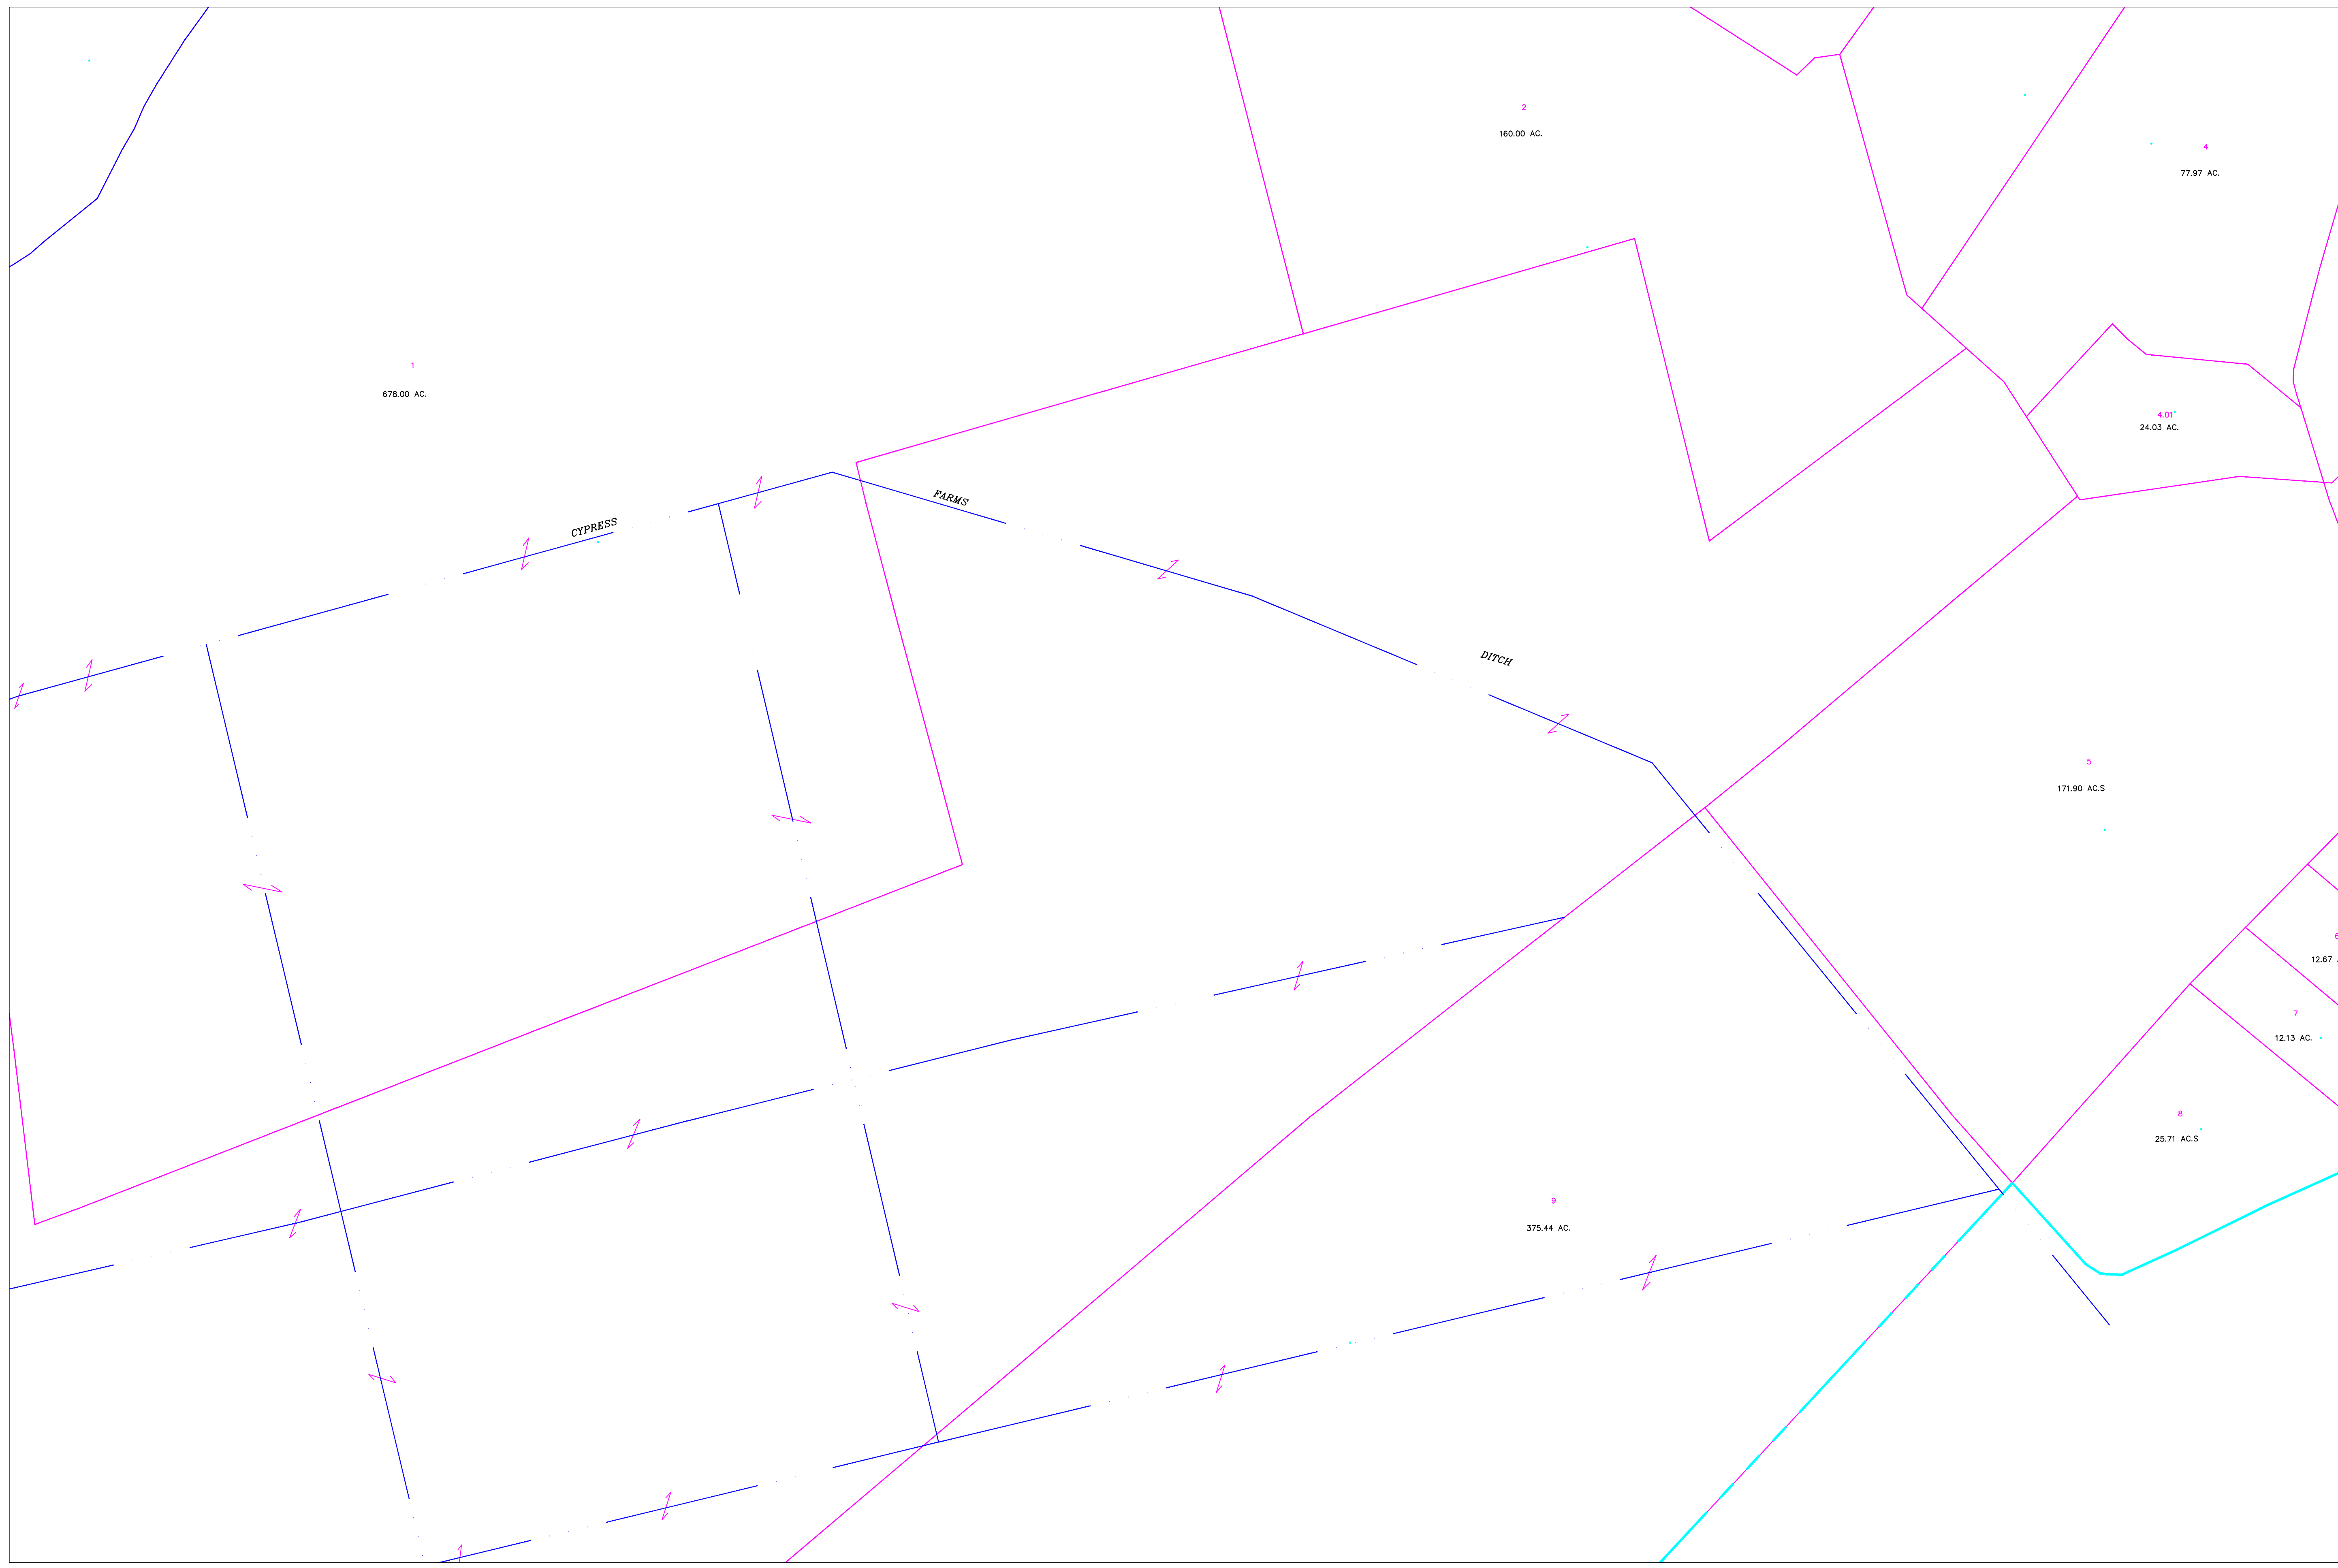 2
160.00 AC.
4
77.97 AC.
1
678.00 AC.
4.01
24.03 AC.
CYPRESS
FARMS
DITCH
5
171.90 AC.S
6
12.67
7
12.13 AC.
8
25.71 AC.S
9
375.44 AC.